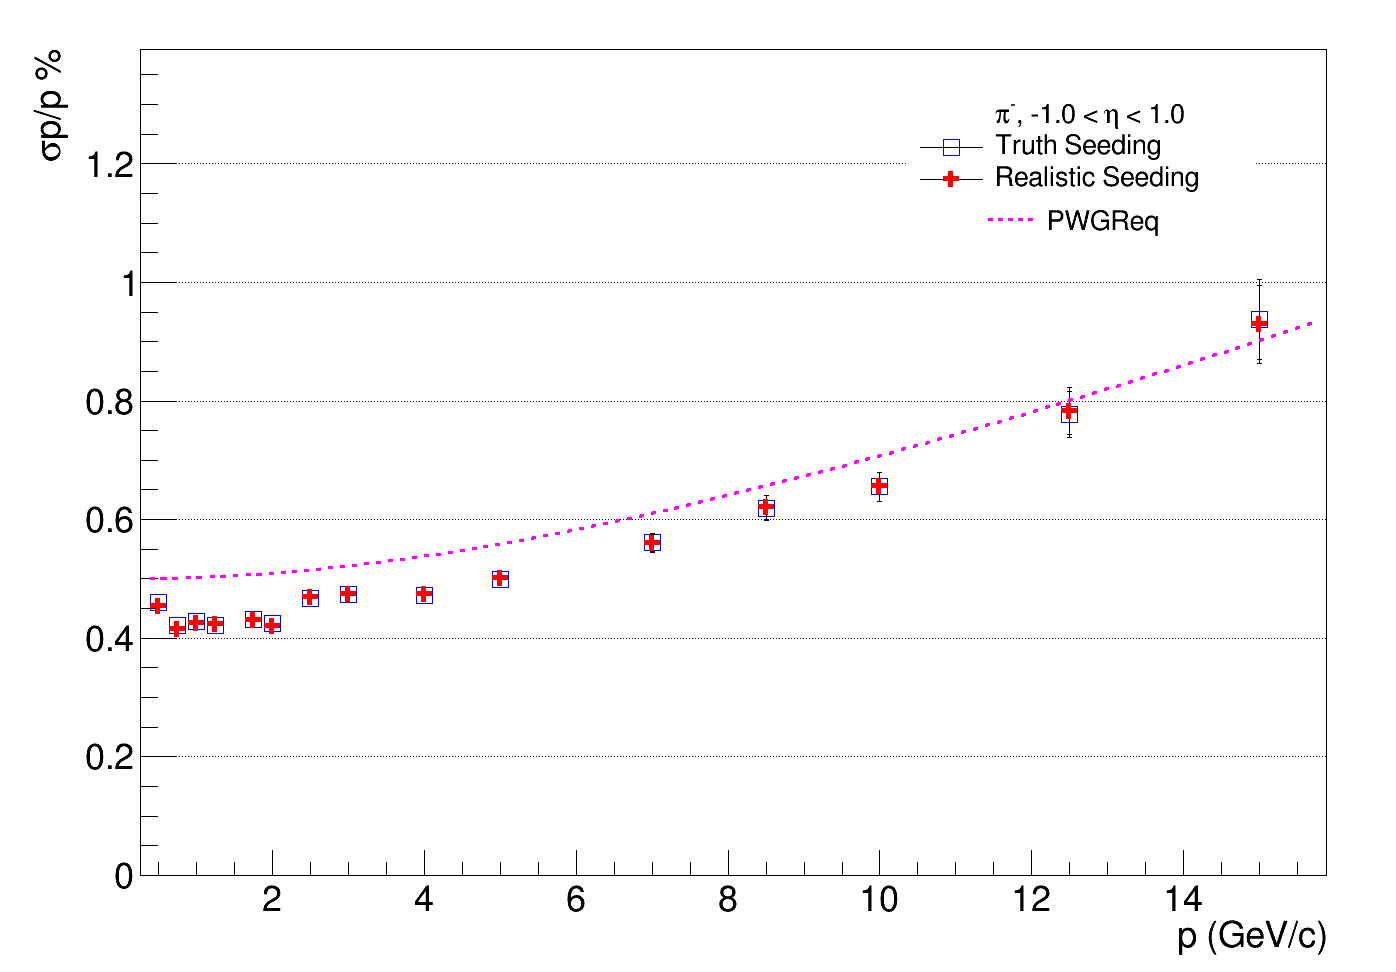 σp/p %
π⁻, -1.0 < η < 1.0
Truth Seeding
Realistic Seeding
PWGReq
1.2
1
0.8
0.6
0.4
0.2
0
2 4 6 8 10 12 14
p (GeV/c)